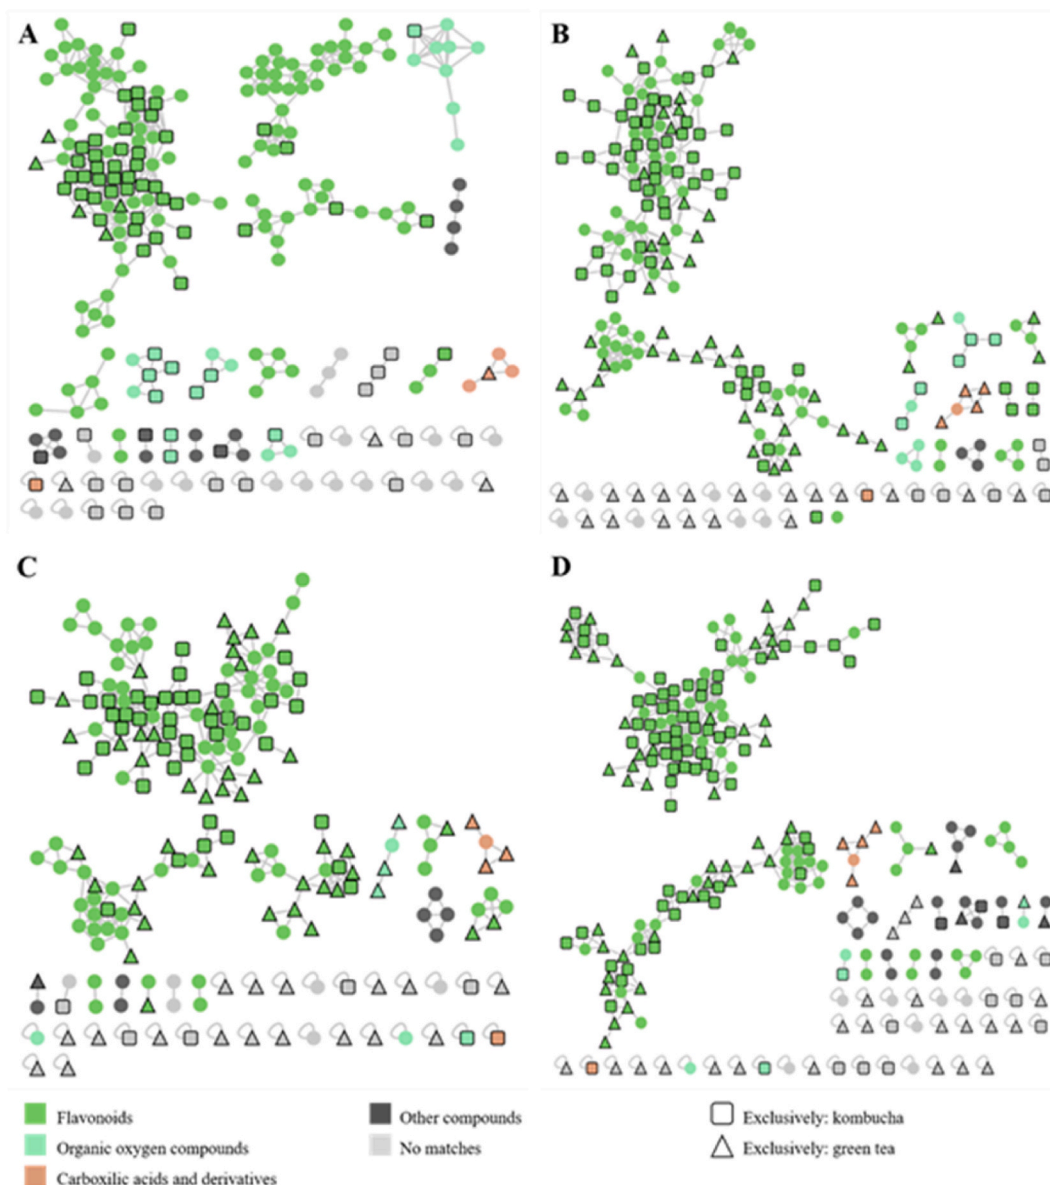 A
B
C
D
Flavonoids
Organic oxygen compounds
Carboxilic acids and derivatives
Other compounds
No matches
Exclusively: kombucha
Exclusively: green tea